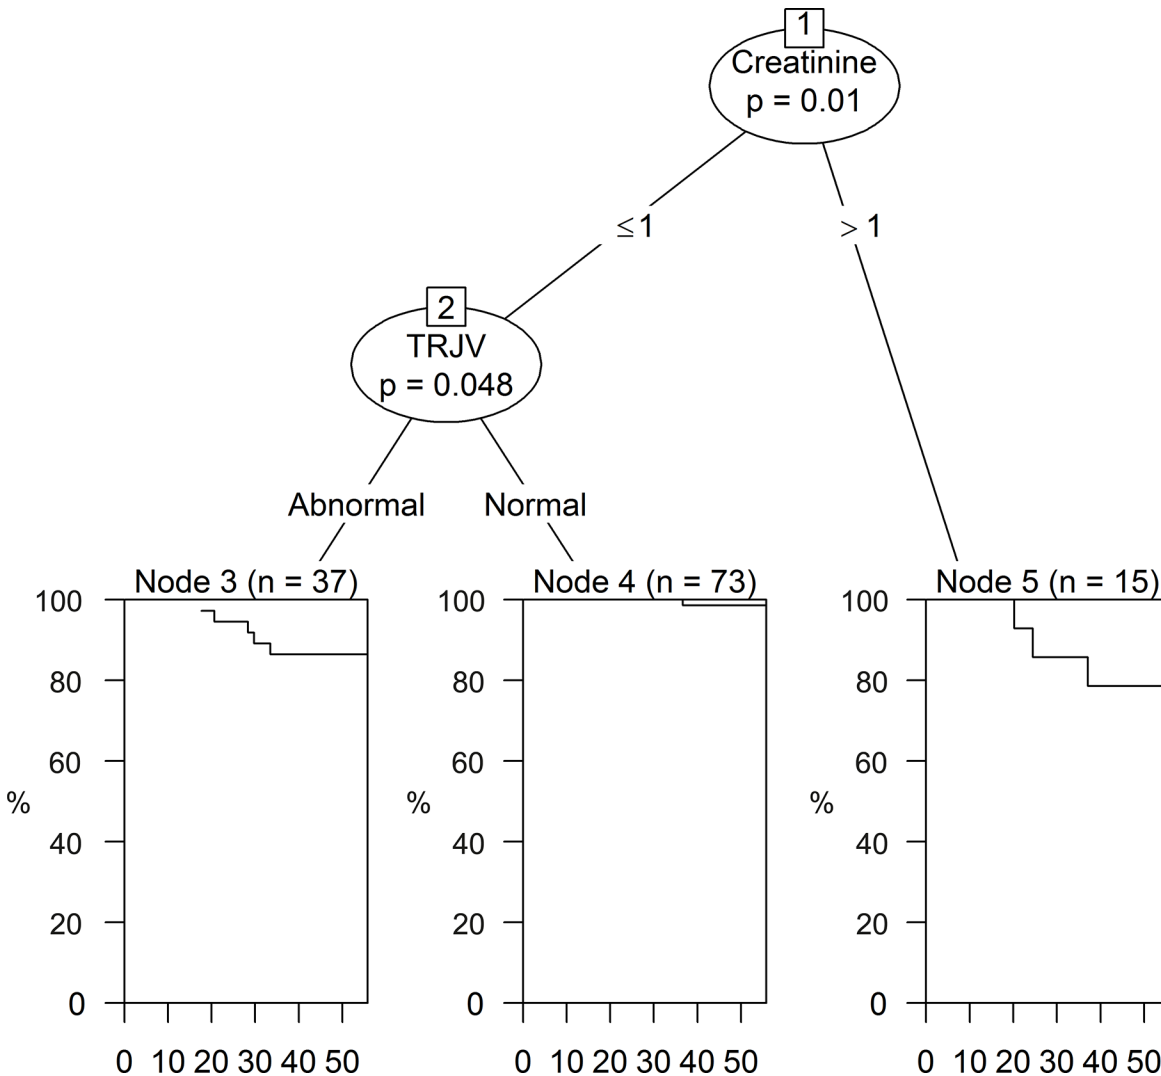 1
Creatinine
p = 0.01
≤ 1
> 1
2
TRJV
p = 0.048
Abnormal
Normal
Node 3 (n = 37)
100
80
60
40
20
0
%
0 10 20 30 40 50
Node 4 (n = 73)
100
80
60
40
20
0
%
0 10 20 30 40 50
Node 5 (n = 15)
100
80
60
40
20
0
%
0 10 20 30 40 50